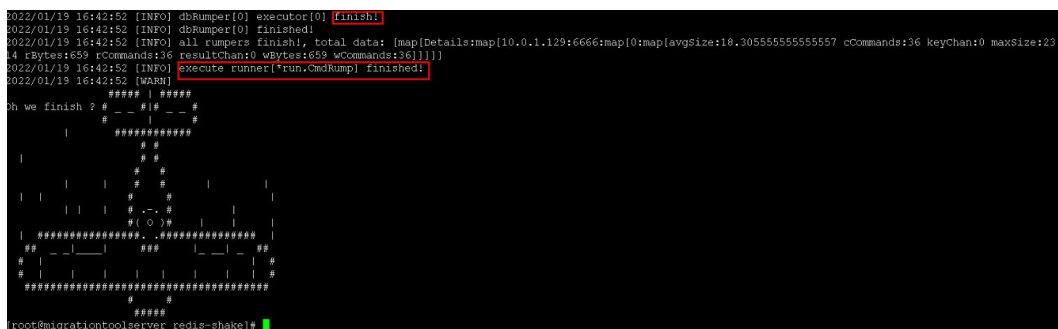 2022/01/19 16:42:52 [INFO] dbRumper[0] executor[0] finish!
2022/01/19 16:42:52 [INFO] dbRumper[0] finished!
2022/01/19 16:42:52 [INFO] all rumpers finish!, total data: [map[Details:map[10.0.1.129:6666:map[0:map[avgSize:18.305555555555557 cCommands:36 keyChan:0 maxSize:23
14 rBytes:659 rCommands:36 resultChan:0 wBytes:659 wCommands:36]]]]]
2022/01/19 16:42:52 [INFO] execute runner[*run.CmdRump] finished!
2022/01/19 16:42:52 [WARN]
Oh we finish ?
[root@migrationtoolserver redis-shake]#